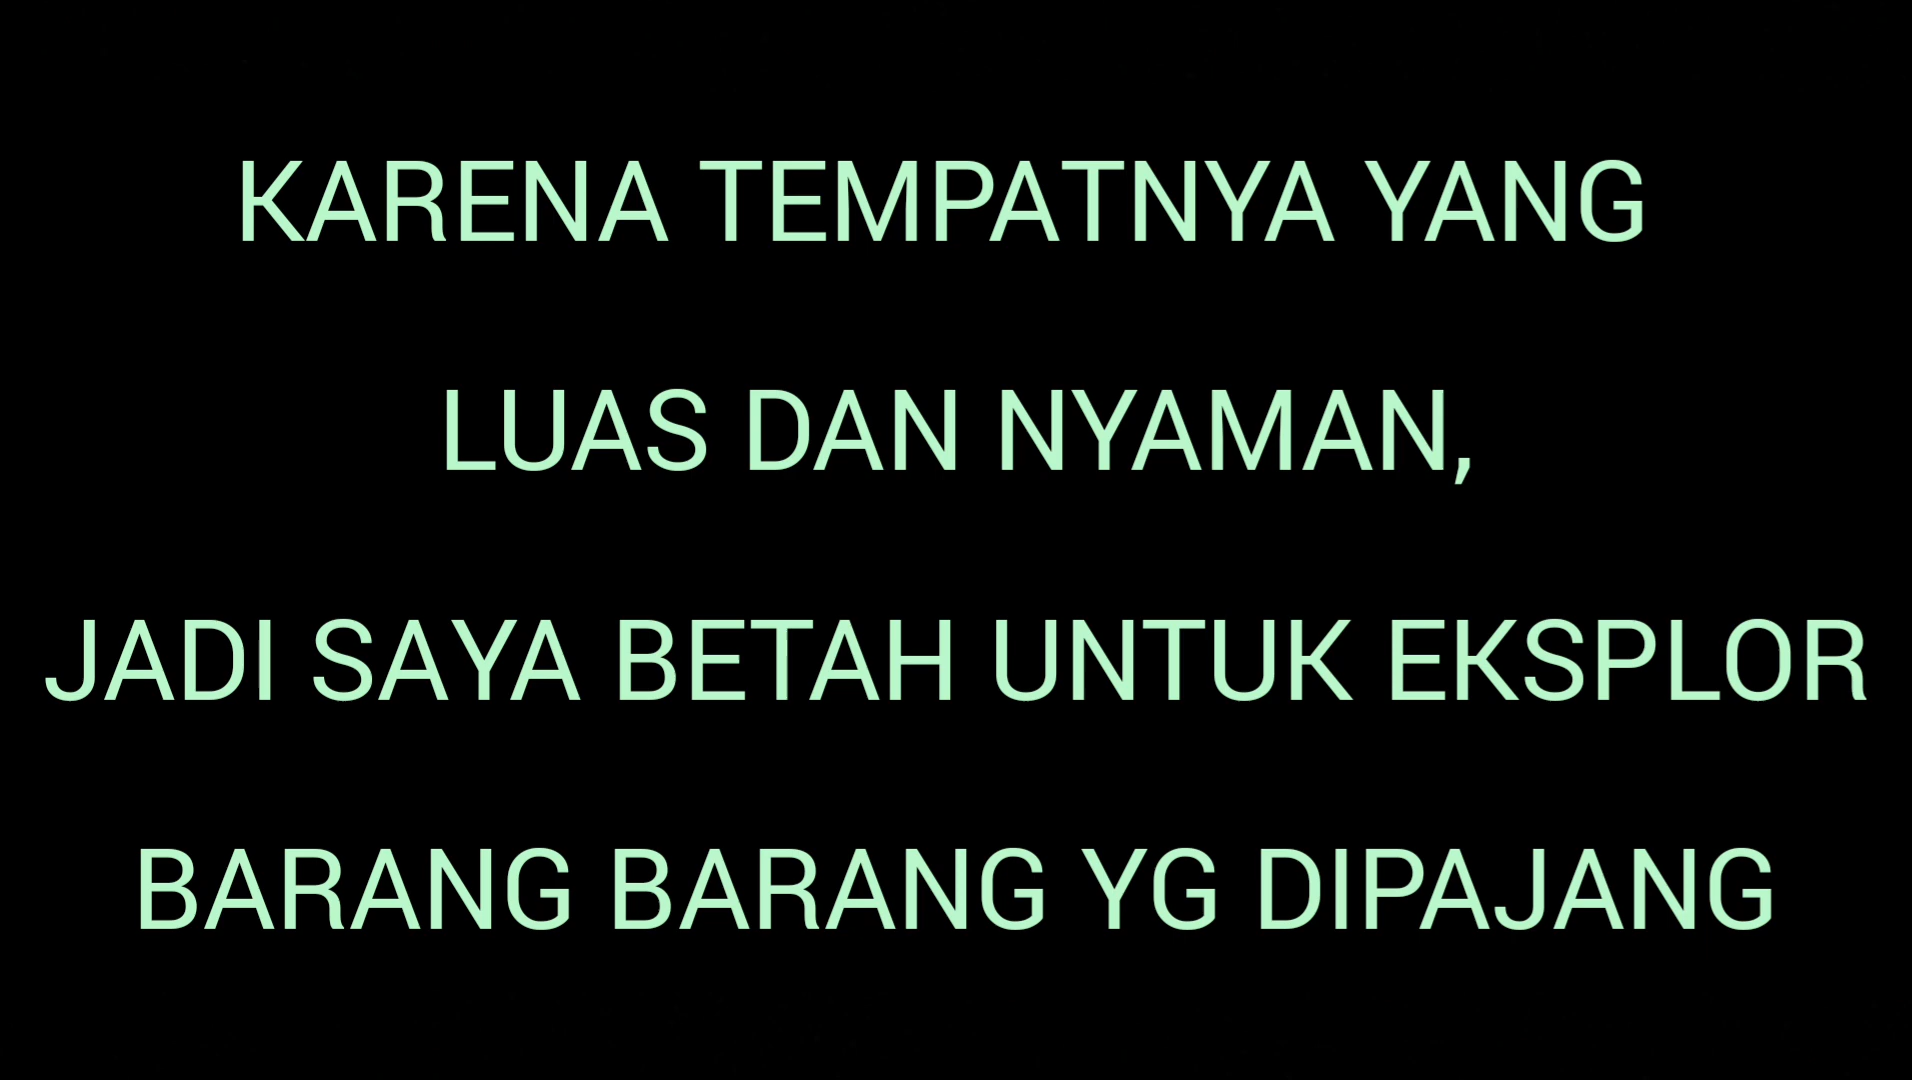 KARENA TEMPATNYA YANG
LUAS DAN NYAMAN,
JADI SAYA BETAH UNTUK EKSPLOR
BARANG BARANG YG DIPAJANG